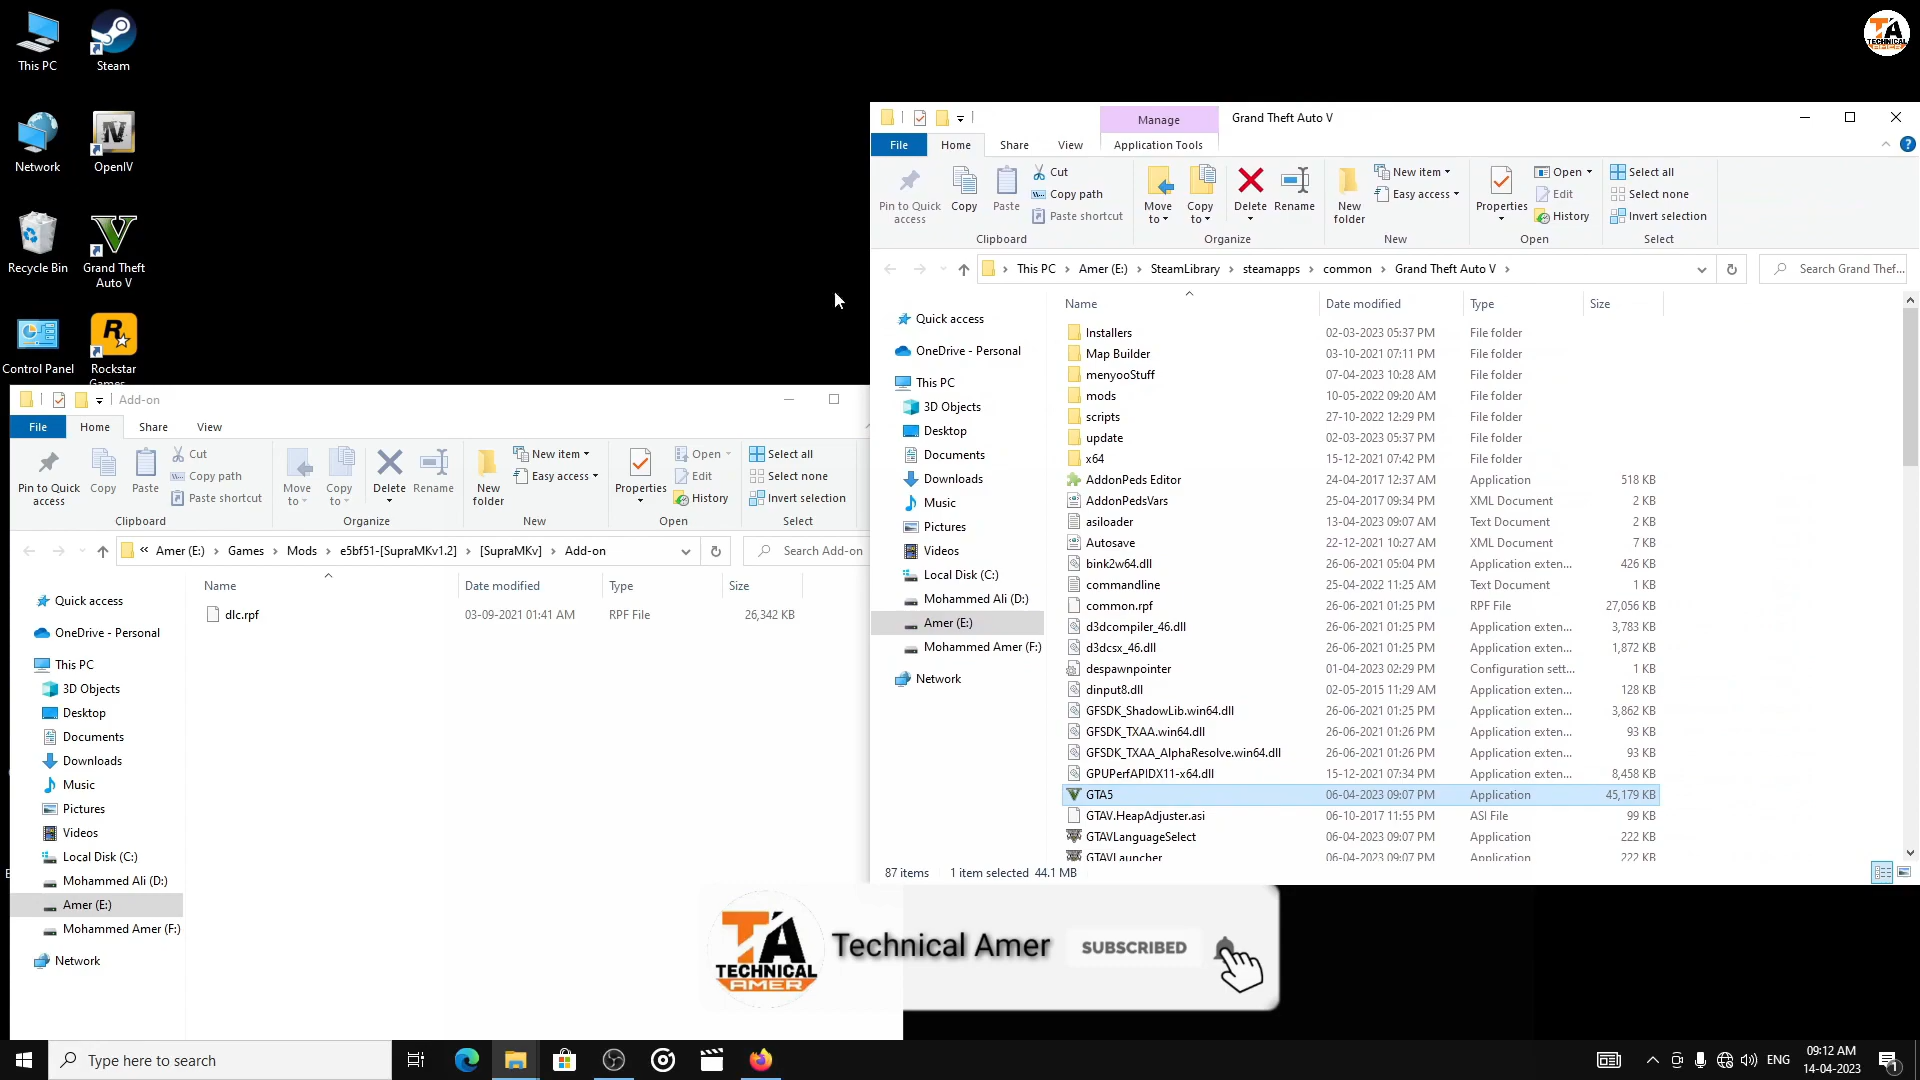 This PC
Steam
TA
TECHNICAL
AMER
Network
OpenIV
Recycle Bin
Grand Theft
Auto V
Control Panel
Rockstar
Games
Manage
Grand Theft Auto V
File
Home
Share
View
Application Tools
Pin to Quick
access
Copy
Paste
Cut
Copy path
Paste shortcut
Move
to
Copy
to
Delete
Rename
New
folder
New item
Easy access
Properties
Open
Edit
History
Select all
Select none
Invert selection
Clipboard
Organize
New
Open
Select
This PC > Amer (E:) > SteamLibrary > steamapps > common > Grand Theft Auto V >
Search Grand Thef...
Quick access
OneDrive - Personal
This PC
3D Objects
Desktop
Documents
Downloads
Music
Pictures
Videos
Local Disk (C:)
Mohammed Ali (D:)
Amer (E:)
Mohammed Amer (F:)
Network
Name Date modified Type Size
Installers 02-03-2023 05:37 PM File folder
Map Builder 03-10-2021 07:11 PM File folder
menyooStuff 07-04-2023 10:28 AM File folder
mods 10-05-2022 09:20 AM File folder
scripts 27-10-2022 12:29 PM File folder
update 02-03-2023 05:37 PM File folder
x64 15-12-2021 07:42 PM File folder
AddonPeds Editor 24-04-2017 12:37 AM Application 518 KB
AddonPedsVars 25-04-2017 09:34 PM XML Document 2 KB
asiloader 13-04-2023 09:07 AM Text Document 2 KB
Autosave 22-12-2021 10:27 AM XML Document 7 KB
bink2w64.dll 26-06-2021 05:04 PM Application exten... 426 KB
commandline 25-04-2022 11:25 AM Text Document 1 KB
common.rpf 26-06-2021 01:25 PM RPF File 27,056 KB
d3dcompiler_46.dll 26-06-2021 01:25 PM Application exten... 3,783 KB
d3dcsx_46.dll 26-06-2021 01:25 PM Application exten... 1,872 KB
despawnpointer 01-04-2023 02:29 PM Configuration sett... 1 KB
dinput8.dll 02-05-2015 11:29 AM Application exten... 128 KB
GFSDK_ShadowLib.win64.dll 26-06-2021 01:25 PM Application exten... 3,862 KB
GFSDK_TXAA.win64.dll 26-06-2021 01:26 PM Application exten... 93 KB
GFSDK_TXAA_AlphaResolve.win64.dll 26-06-2021 01:26 PM Application exten... 93 KB
GPUPerfAPIDX11-x64.dll 15-12-2021 07:34 PM Application exten... 8,458 KB
GTA5 06-04-2023 09:07 PM Application 45,179 KB
GTAV.HeapAdjuster.asi 06-10-2017 11:55 PM ASI File 99 KB
GTAVLanguageSelect 06-04-2023 09:07 PM Application 222 KB
GTAVLauncher 06-04-2023 09:07 PM Application 222 KB
87 items 1 item selected 44.1 MB
Add-on
File
Home
Share
View
Pin to Quick
access
Copy
Paste
Cut
Copy path
Paste shortcut
Move
to
Copy
to
Delete
Rename
New
folder
New item
Easy access
Properties
Open
Edit
History
Select all
Select none
Invert selection
Clipboard
Organize
New
Open
Select
« Amer (E:) > Games > Mods > e5bf51-[SupraMKv1.2] > [SupraMKv] > Add-on
Search Add-on
Name Date modified Type Size
dlc.rpf 03-09-2021 01:41 AM RPF File 26,342 KB
Quick access
OneDrive - Personal
This PC
3D Objects
Desktop
Documents
Downloads
Music
Pictures
Videos
Local Disk (C:)
Mohammed Ali (D:)
Amer (E:)
Mohammed Amer (F:)
Network
TA
TECHNICAL
AMER
Technical Amer
SUBSCRIBED
Type here to search
ENG
09:12 AM
14-04-2023
1